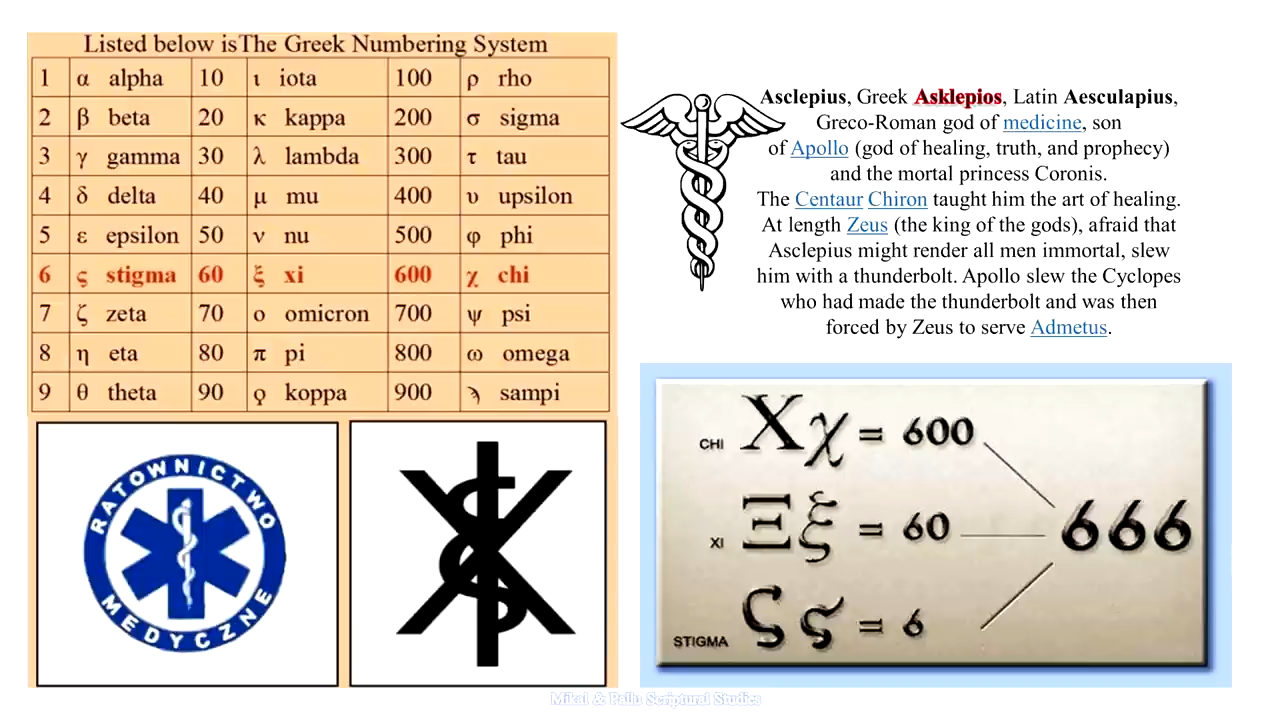 Listed below isThe Greek Numbering System
1 α alpha 10 ι iota 100 ρ rho
2 β beta 20 κ kappa 200 σ sigma
3 γ gamma 30 λ lambda 300 τ tau
4 δ delta 40 μ mu 400 υ upsilon
5 ε epsilon 50 ν nu 500 φ phi
6 ς stigma 60 ξ xi 600 χ chi
7 ζ zeta 70 ο omicron 700 ψ psi
8 η eta 80 π pi 800 ω omega
9 θ theta 90 ϙ koppa 900 ϡ sampi
Asclepius, Greek Asklepios, Latin Aesculapius,
Greco-Roman god of medicine, son
of Apollo (god of healing, truth, and prophecy)
and the mortal princess Coronis.
The Centaur Chiron taught him the art of healing.
At length Zeus (the king of the gods), afraid that
Asclepius might render all men immortal, slew
him with a thunderbolt. Apollo slew the Cyclopes
who had made the thunderbolt and was then
forced by Zeus to serve Admetus.
RATOWNICTWO
MEDYCZNE
CHI Χχ = 600
XI Ξξ = 60
666
STIGMA Ϛϛ = 6
Mikal & Pallu Scriptural Studies